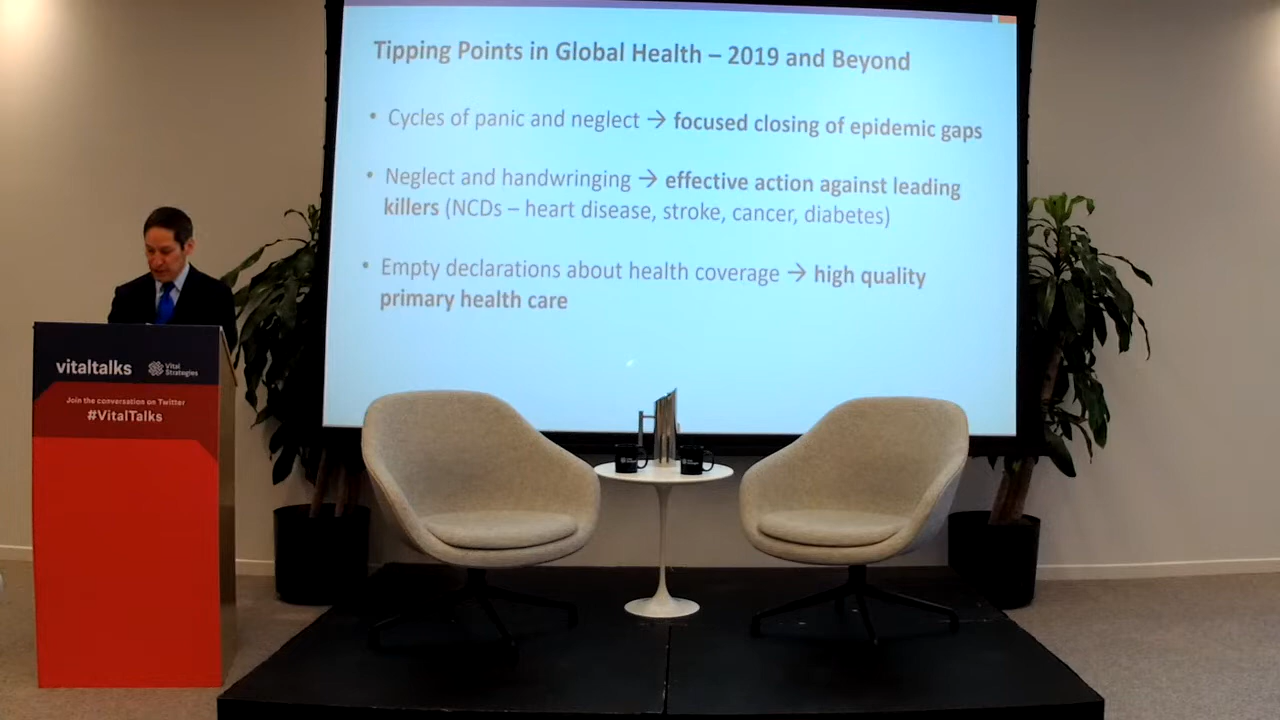 Tipping Points in Global Health – 2019 and Beyond
• Cycles of panic and neglect → focused closing of epidemic gaps
• Neglect and handwringing → effective action against leading
killers (NCDs – heart disease, stroke, cancer, diabetes)
• Empty declarations about health coverage → high quality
primary health care
vitaltalks
Vital
Strategies
Join the conversation on Twitter
#VitalTalks